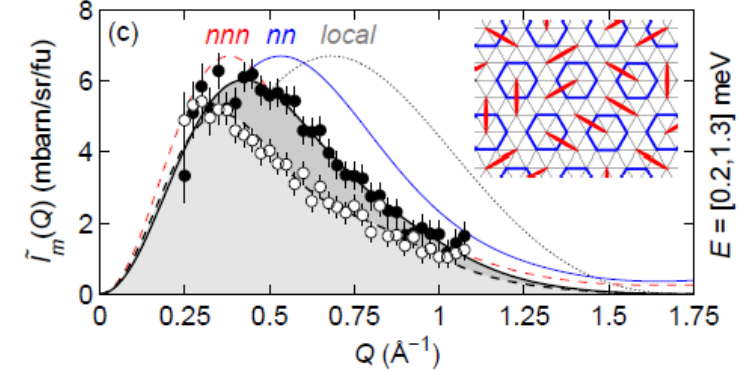 (c) nnn nn local
8
6
4
2
0
Ĩm(Q) (mbarn/sr/fu)
E = [0.2, 1.3] meV
0 0.25 0.5 0.75 1 1.25 1.5 1.75
Q (Å⁻¹)